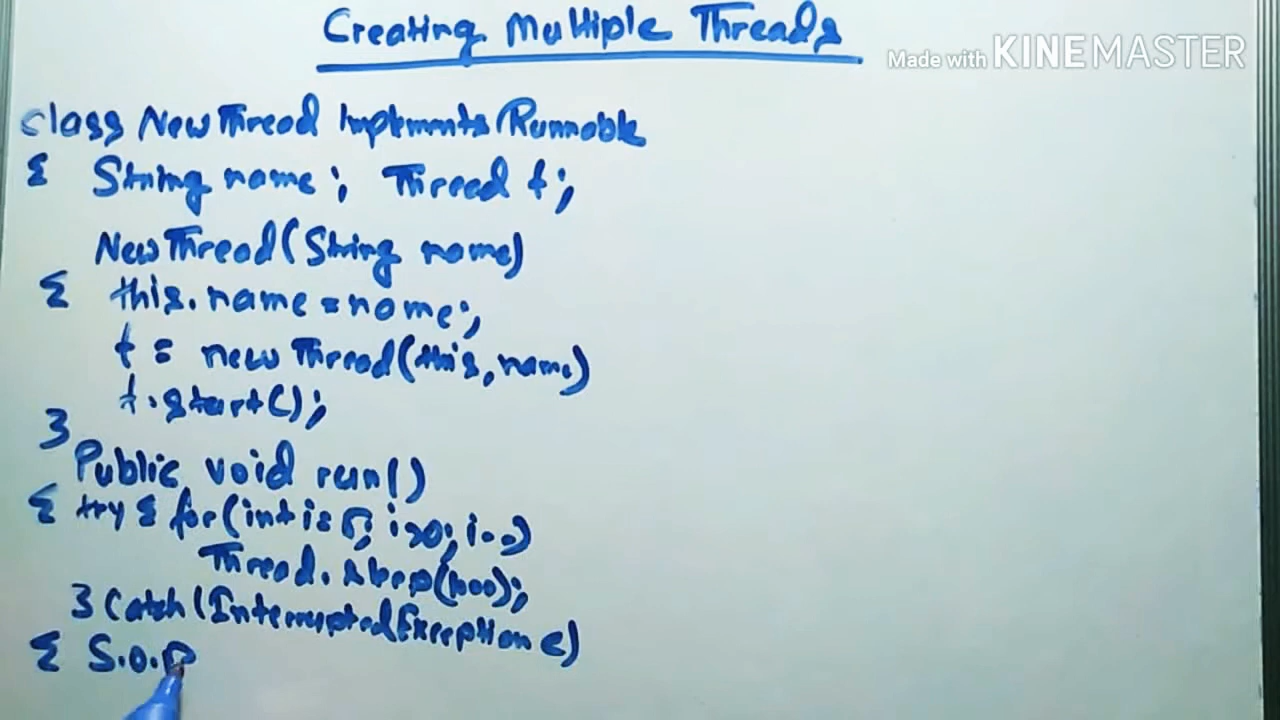 Creating Multiple Threads
Made with KINEMASTER
class NewThread Implements Runnable
{ String name; Thread t;
NewThread(String name)
{ this.name = name;
t = new Thread(this, name)
t.start();
}
Public void run()
{ try { for(int i = 5; i>0; i--)
Thread.sleep(1000);
} Catch(InterruptedException e)
{ S.O.P